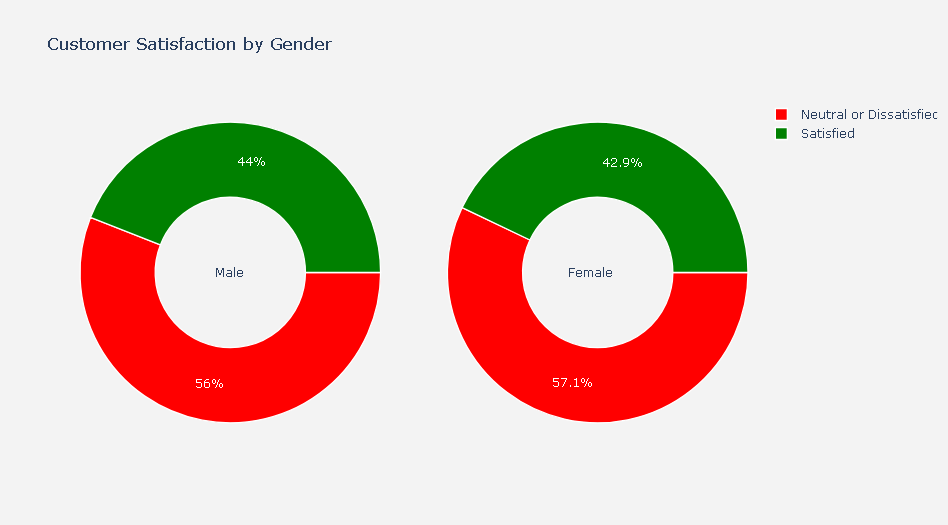 Customer Satisfaction by Gender
Neutral or Dissatisfied
Satisfied
44%
42.9%
Male
Female
56%
57.1%